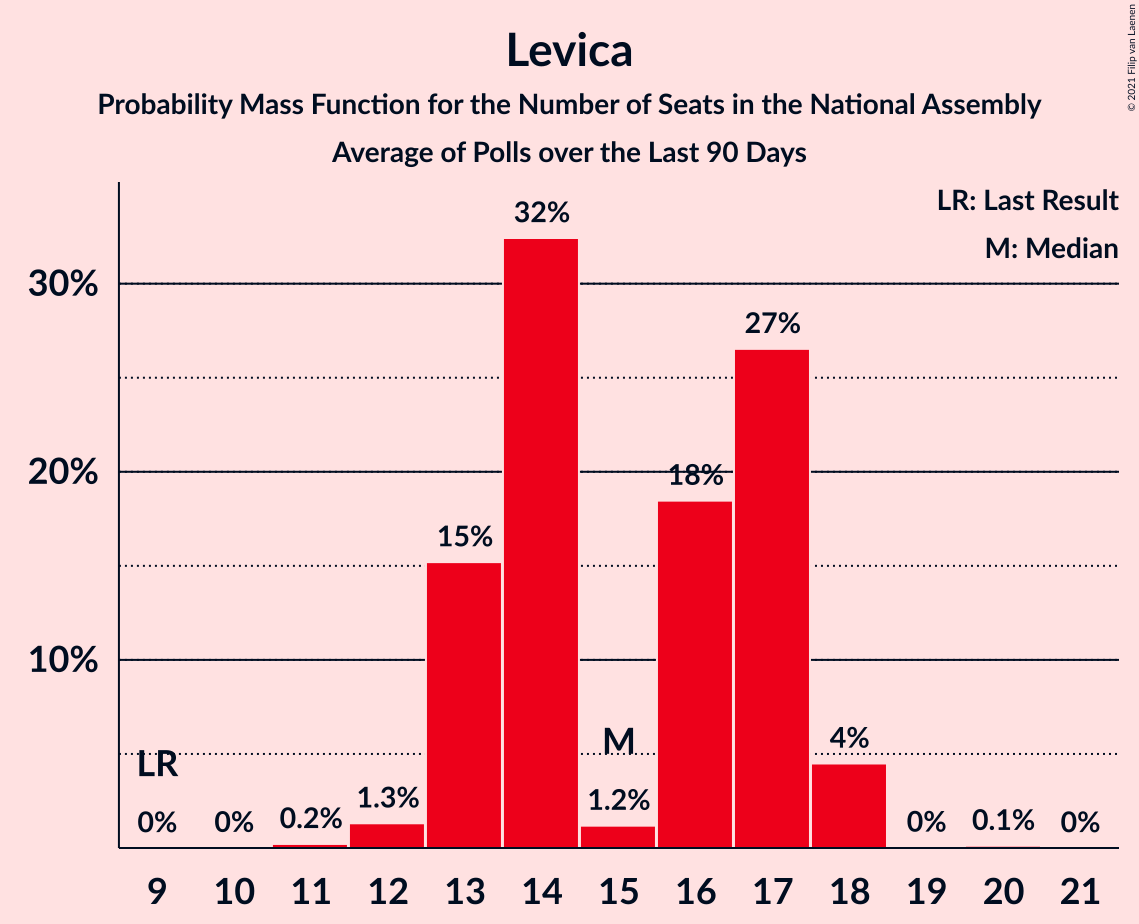 Levica
Probability Mass Function for the Number of Seats in the National Assembly
Average of Polls over the Last 90 Days
© 2021 Filip van Laenen
LR: Last Result
M: Median
30%
20%
10%
32%
27%
18%
15%
M
4%
LR
1.3%
1.2%
0%
0%
0.2%
0%
0.1%
0%
9 10 11 12 13 14 15 16 17 18 19 20 21